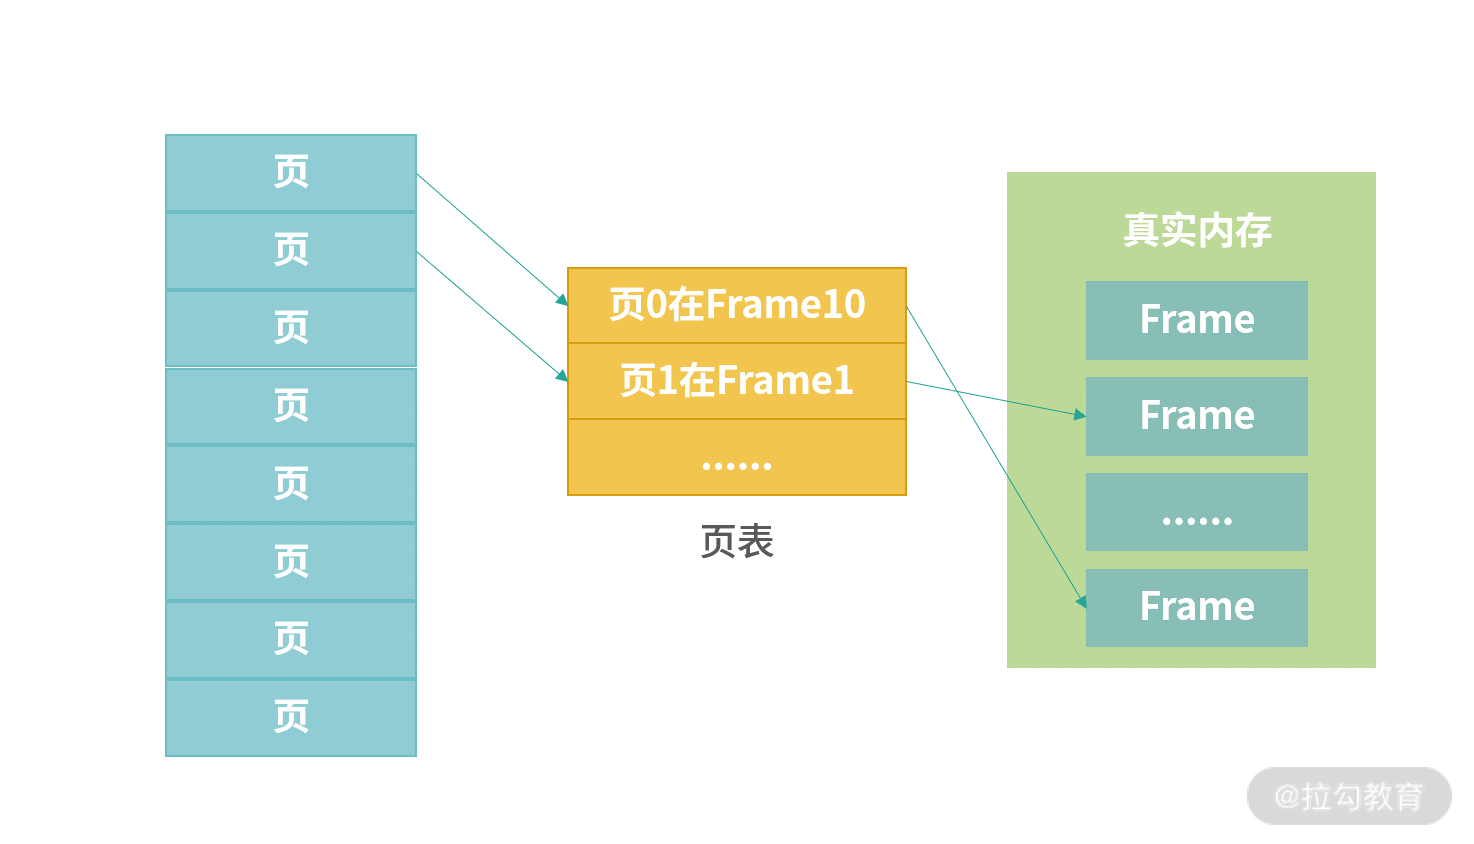 页
页
页
页
页
页
页
页
页0在Frame10
页1在Frame1
......
页表
真实内存
Frame
Frame
......
Frame
@拉勾教育